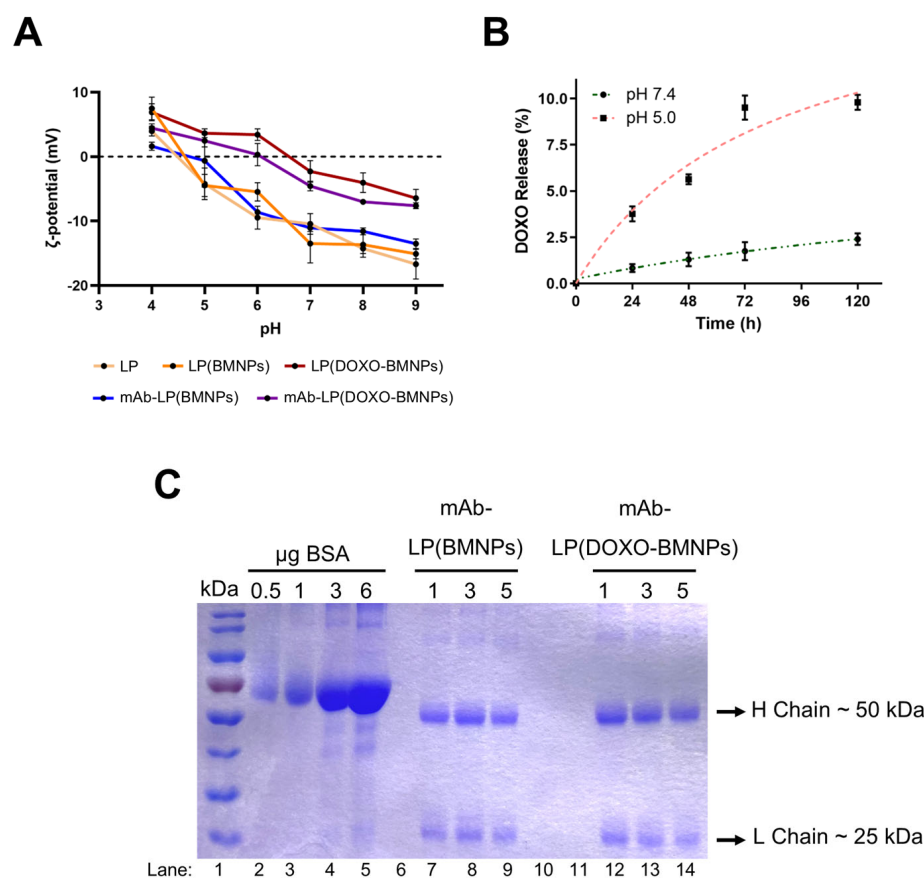 A
B
10
0
-10
-20
ζ-potential (mV)
3 4 5 6 7 8 9
pH
LP LP(BMNPs) LP(DOXO-BMNPs)
mAb-LP(BMNPs) mAb-LP(DOXO-BMNPs)
pH 7.4
pH 5.0
10.0
7.5
5.0
2.5
0.0
DOXO Release (%)
0 24 48 72 96 120
Time (h)
C
mAb- mAb-
LP(BMNPs) LP(DOXO-BMNPs)
µg BSA
kDa 0.5 1 3 6 1 3 5 1 3 5
H Chain ~ 50 kDa
L Chain ~ 25 kDa
Lane: 1 2 3 4 5 6 7 8 9 10 11 12 13 14